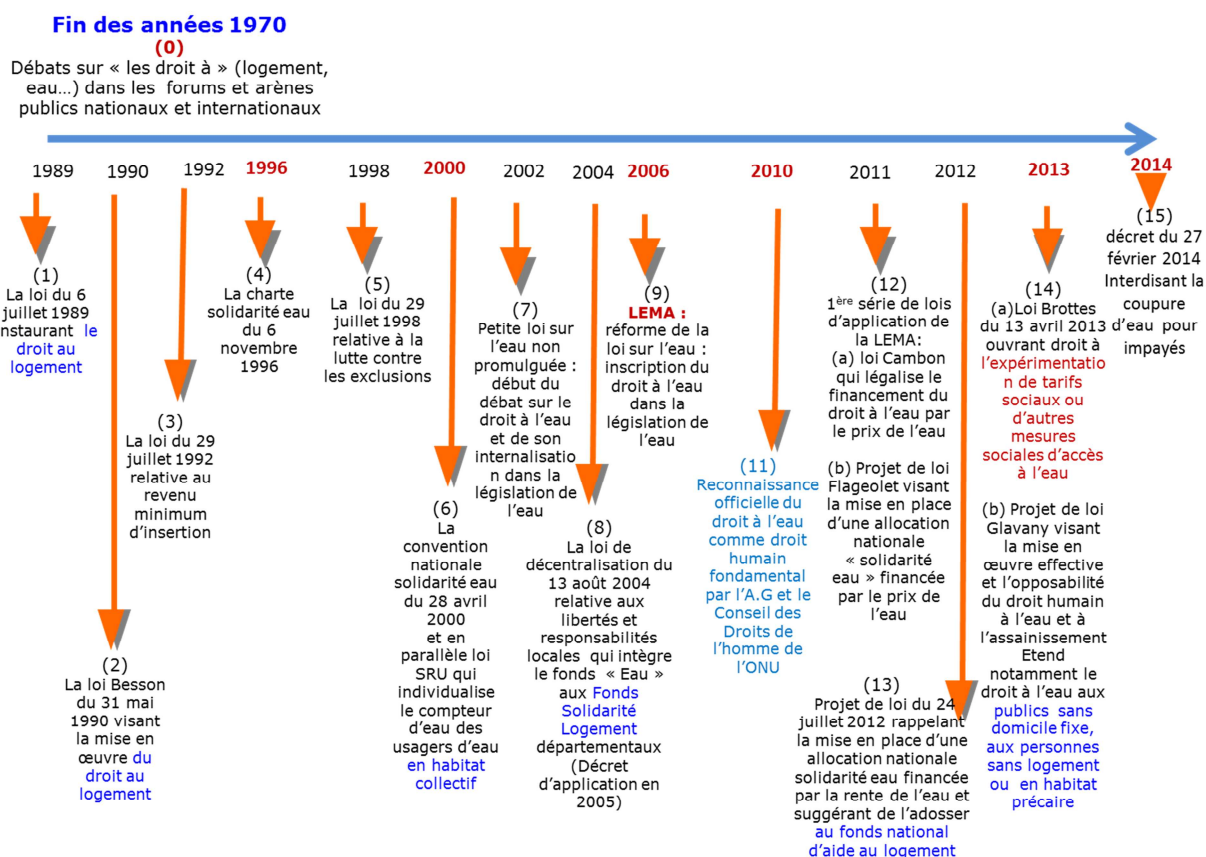 Fin des années 1970
(0)
Débats sur « les droit à » (logement,
eau...) dans les forums et arènes
publics nationaux et internationaux
1989
1990
1992
1996
1998
2000
2002
2004
2006
2010
2011
2012
2013
2014
(1)
La loi du 6
juillet 1989
nstaurant le
droit au
logement
(2)
La loi Besson
du 31 mai
1990 visant
la mise en
œuvre du
droit au
logement
(3)
La loi du 29
juillet 1992
relative au
revenu
minimum
d'insertion
(4)
La charte
solidarité eau
du 6
novembre
1996
(5)
La loi du 29
juillet 1998
relative à la
lutte contre
les exclusions
(6)
La
convention
nationale
solidarité eau
du 28 avril
2000
et en
parallèle loi
SRU qui
individualise
le compteur
d'eau des
usagers d'eau
en habitat
collectif
(7)
Petite loi sur
l'eau non
promulguée :
début du
débat sur le
droit à l'eau
et de son
internalisatio
n dans la
législation de
l'eau
(8)
La loi de
décentralisation du
13 août 2004
relative aux
libertés et
responsabilités
locales qui intègre
le fonds « Eau »
aux Fonds
Solidarité
Logement
départementaux
(Décret
d'application en
2005)
(9)
LEMA :
réforme de la
loi sur l'eau :
inscription du
droit à l'eau
dans la
législation de
l'eau
(11)
Reconnaissance
officielle du
droit à l'eau
comme droit
humain
fondamental
par l'A.G et le
Conseil des
Droits de
l'homme de
l'ONU
(12)
1ère série de lois
d'application de
la LEMA:
(a) loi Cambon
qui légalise le
financement du
droit à l'eau par
le prix de l'eau
(b) Projet de loi
Flageolet visant
la mise en place
d'une allocation
nationale
« solidarité
eau » financée
par le prix de
l'eau
(13)
Projet de loi du 24
juillet 2012 rappelant
la mise en place d'une
allocation nationale
solidarité eau financée
par la rente de l'eau et
suggérant de l'adosser
au fonds national
d'aide au logement
(14)
(a)Loi Brottes
du 13 avril 2013
ouvrant droit à
l'expérimentatio
n de tarifs
sociaux ou
d'autres
mesures
sociales d'accès
à l'eau
(b) Projet de loi
Glavany visant
la mise en
œuvre effective
et l'opposabilité
du droit humain
à l'eau et à
l'assainissement
Etend
notamment le
droit à l'eau aux
publics sans
domicile fixe,
aux personnes
sans logement
ou en habitat
précaire
(15)
décret du 27
février 2014
Interdisant la
coupure
d'eau pour
impayés